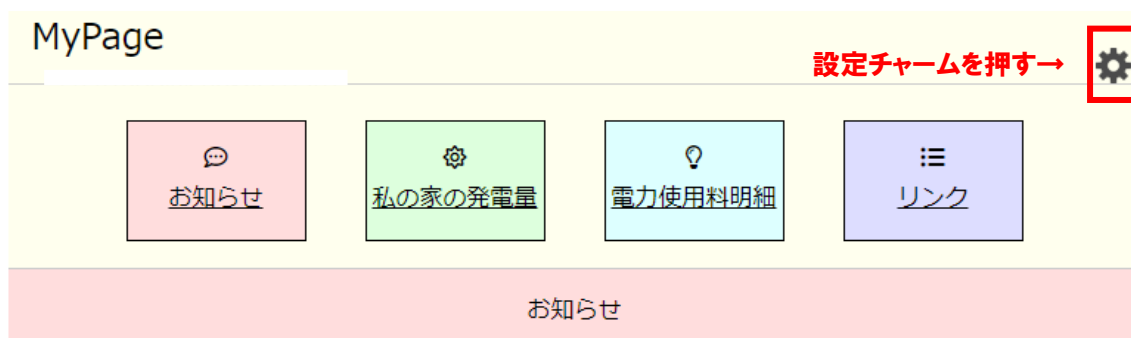 MyPage
設定チャームを押す→
お知らせ
私の家の発電量
電力使用料明細
リンク
お知らせ